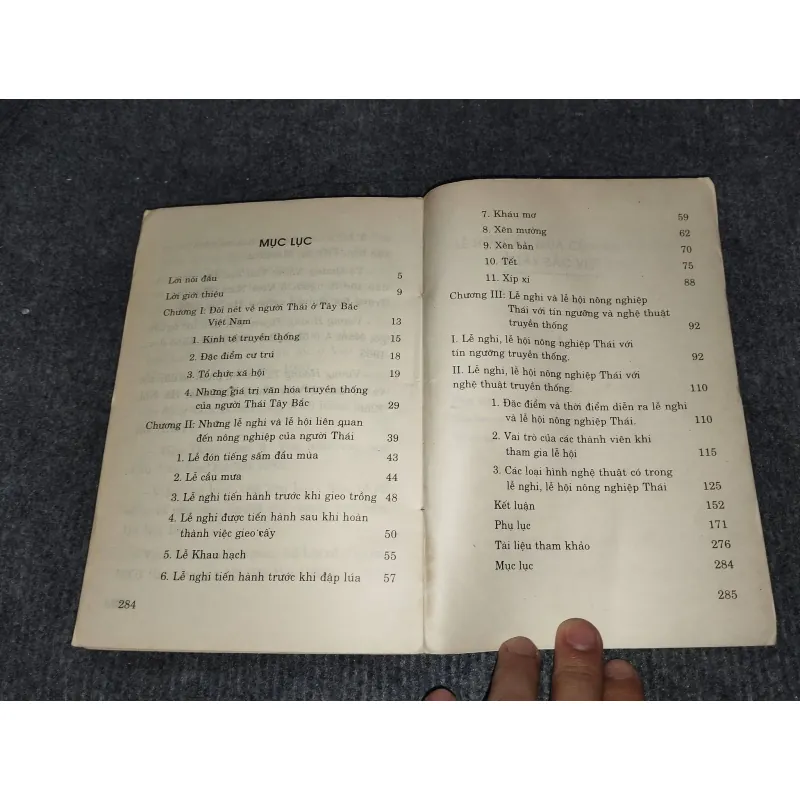 MỤC LỤC
Lời nói đầu 5
Lời giới thiệu 9
Chương I: Đôi nét về người Thái ở Tây Bắc
Việt Nam 13
1. Kinh tế truyền thống 15
2. Đặc điểm cư trú 18
3. Tổ chức xã hội 19
4. Những giá trị văn hóa truyền thống
của người Thái Tây Bắc 29
Chương II: Những lễ nghi và lễ hội liên quan
đến nông nghiệp của người Thái 39
1. Lễ đón tiếng sấm đầu mùa 43
2. Lễ cầu mưa 44
3. Lễ nghi tiến hành trước khi gieo trồng 48
4. Lễ nghi được tiến hành sau khi hoàn
thành việc gieo cấy 50
5. Lễ Khau hạch 55
6. Lễ nghi tiến hành trước khi đập lúa 57
284
7. Kháu mơ 59
8. Xên mường 62
9. Xên bản 70
10. Tết 75
11. Xíp xí 88
Chương III: Lễ nghi và lễ hội nông nghiệp
Thái với tín ngưỡng và nghệ thuật
truyền thống 92
I. Lễ nghi, lễ hội nông nghiệp Thái với
tín ngưỡng truyền thống. 92
II. Lễ nghi, lễ hội nông nghiệp Thái với
nghệ thuật truyền thống. 110
1. Đặc điểm và thời điểm diễn ra lễ nghi
và lễ hội nông nghiệp Thái. 110
2. Vai trò của các thành viên khi
tham gia lễ hội 115
3. Các loại hình nghệ thuật có trong
lễ nghi, lễ hội nông nghiệp Thái 125
Kết luận 152
Phụ lục 171
Tài liệu tham khảo 276
Mục lục 284
285